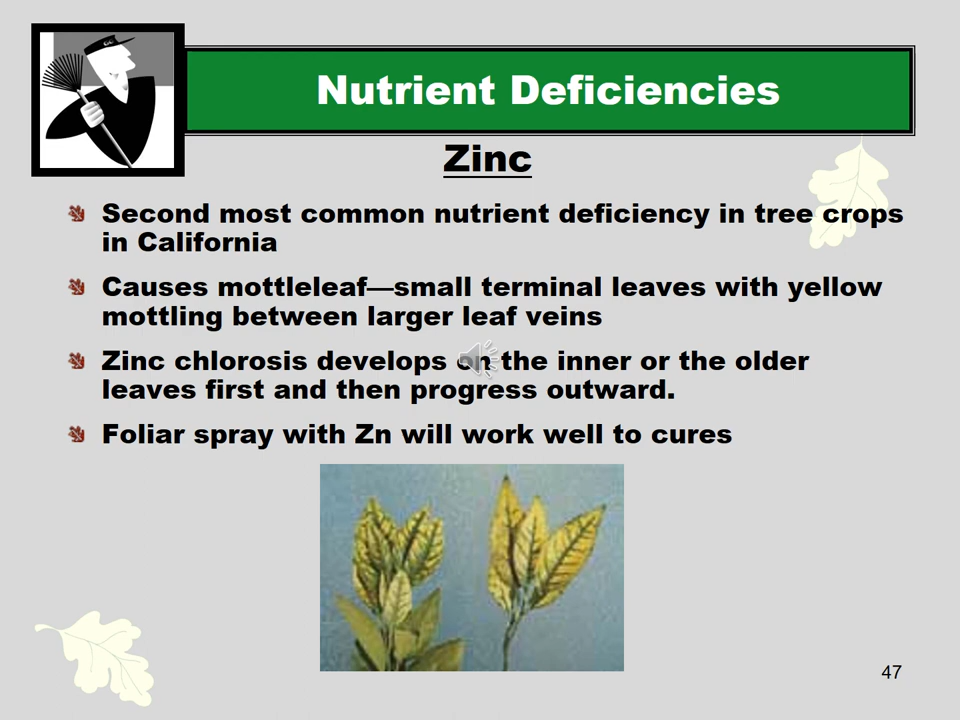 Nutrient Deficiencies
Zinc
Second most common nutrient deficiency in tree crops
in California
Causes mottleleaf—small terminal leaves with yellow
mottling between larger leaf veins
Zinc chlorosis develops on the inner or the older
leaves first and then progress outward.
Foliar spray with Zn will work well to cures
47